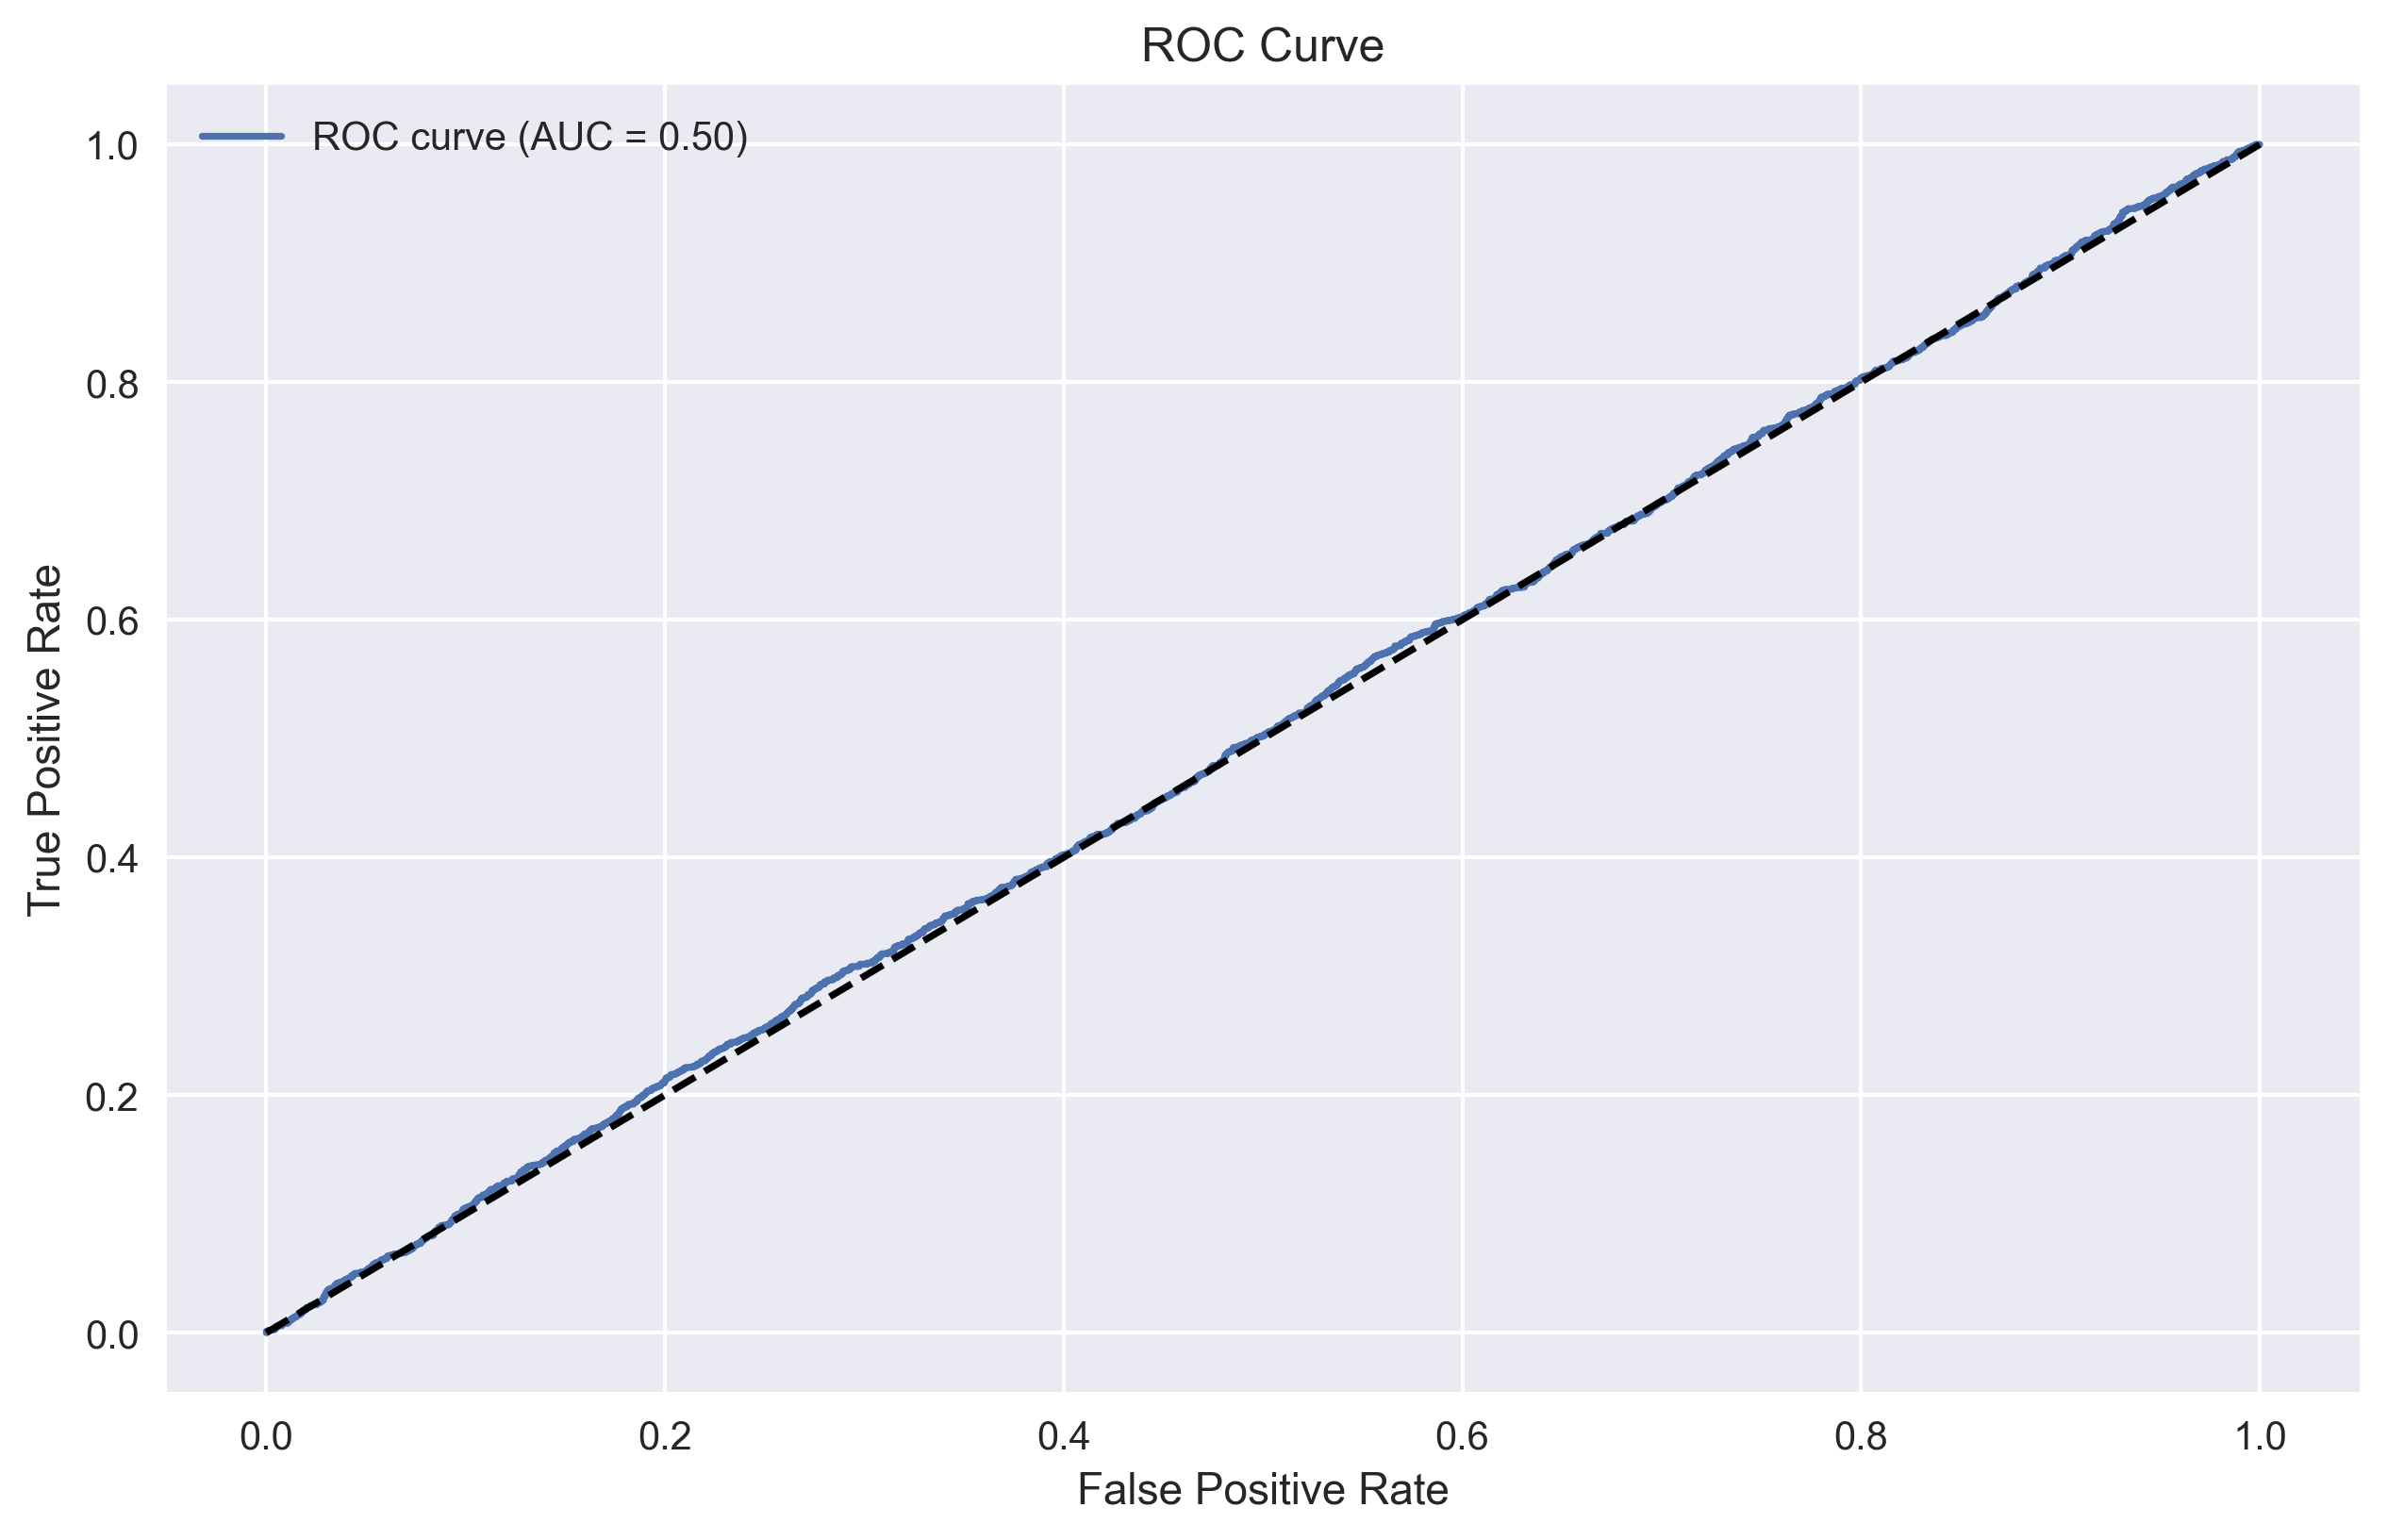 ROC Curve
ROC curve (AUC = 0.50)
True Positive Rate
1.0
0.8
0.6
0.4
0.2
0.0
0.0 0.2 0.4 0.6 0.8 1.0
False Positive Rate